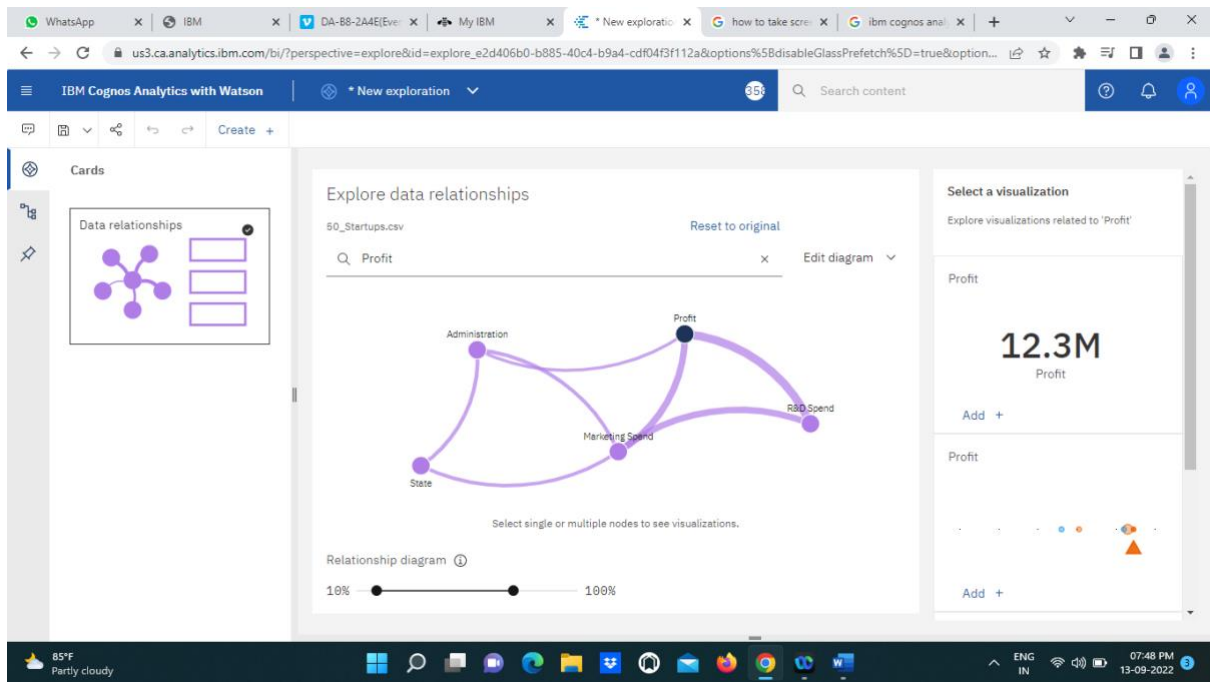 WhatsApp
IBM
DA-B8-2A4E(Ever
My IBM
* New exploratio
how to take scree
ibm cognos anal
us3.ca.analytics.ibm.com/bi/?perspective=explore&id=explore_e2d406b0-b885-40c4-b9a4-cdf04f3f112a&options%5BdisableGlassPrefetch%5D=true&option...
IBM Cognos Analytics with Watson
* New exploration
Search content
Create +
Cards
Data relationships
Explore data relationships
50_Startups.csv
Reset to original
Profit
Edit diagram
Profit
Administration
R&D Spend
Marketing Spend
State
Select single or multiple nodes to see visualizations.
Relationship diagram
10%
100%
Select a visualization
Explore visualizations related to 'Profit'
Profit
12.3M
Profit
Add +
Profit
Add +
85°F
Partly cloudy
ENG
IN
07:48 PM
13-09-2022
3